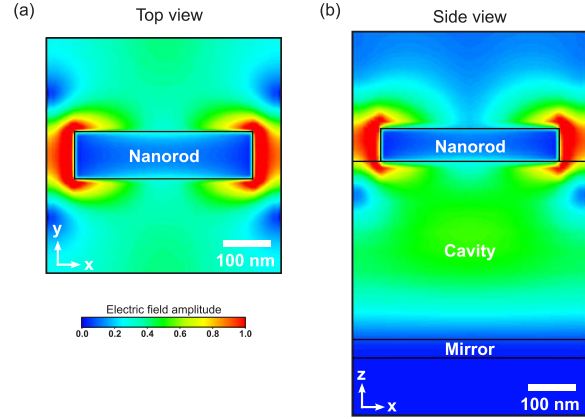 (a)
Top view
Nanorod
y
x
100 nm
Electric field amplitude
0.0 0.2 0.4 0.6 0.8 1.0
(b)
Side view
Nanorod
Cavity
Mirror
z
x
100 nm